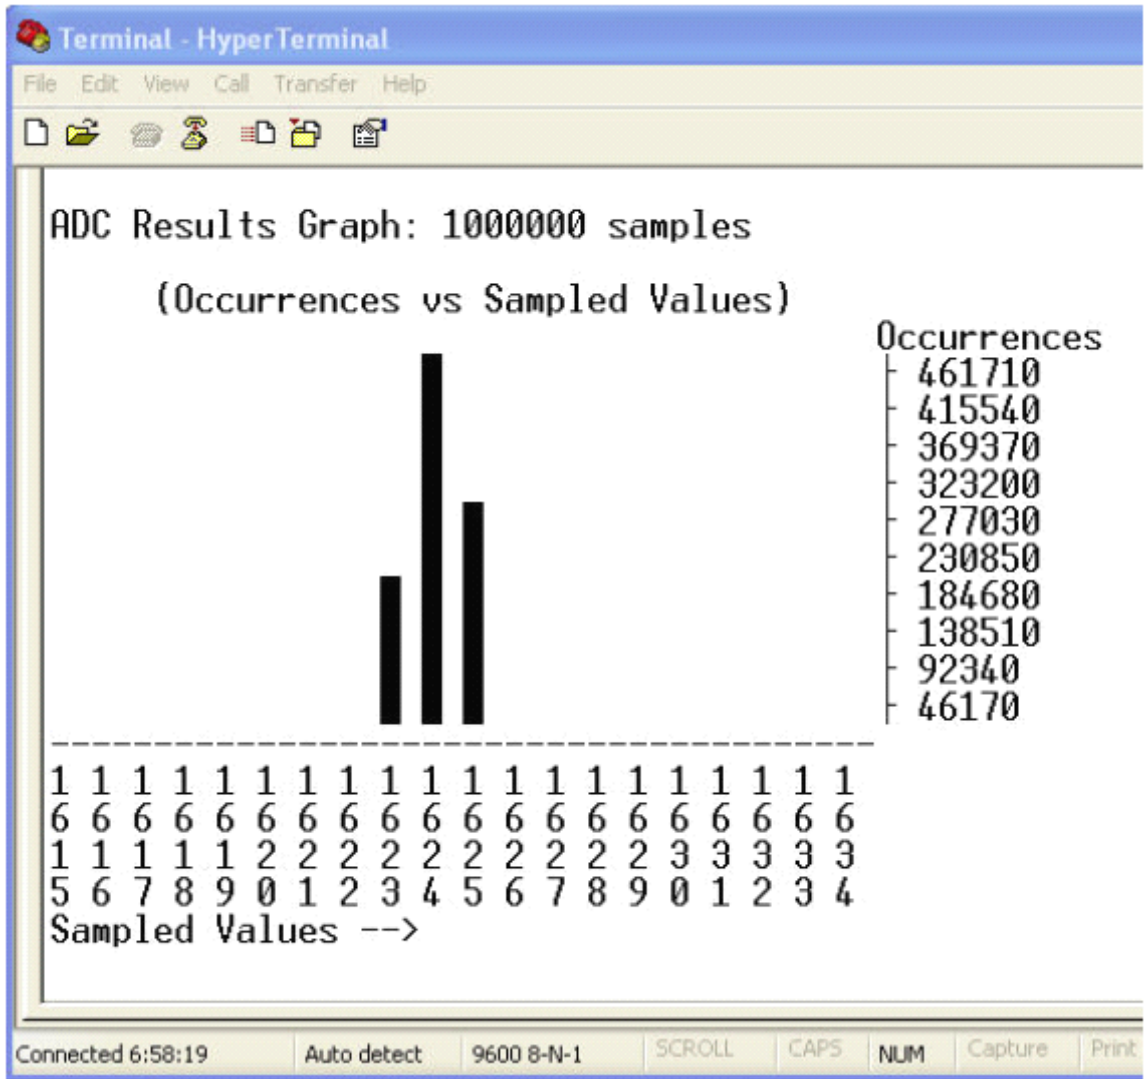 Terminal - HyperTerminal
File Edit View Call Transfer Help
ADC Results Graph: 1000000 samples
(Occurrences vs Sampled Values)
Occurrences
461710
415540
369370
323200
277030
230850
184680
138510
92340
46170
1 1 1 1 1 1 1 1 1 1 1 1 1 1 1 1 1 1 1 1
6 6 6 6 6 6 6 6 6 6 6 6 6 6 6 6 6 6 6 6
1 1 1 1 1 2 2 2 2 2 2 2 2 2 2 3 3 3 3 3
5 6 7 8 9 0 1 2 3 4 5 6 7 8 9 0 1 2 3 4
Sampled Values -->
Connected 6:58:19 Auto detect 9600 8-N-1 SCROLL CAPS NUM Capture Print